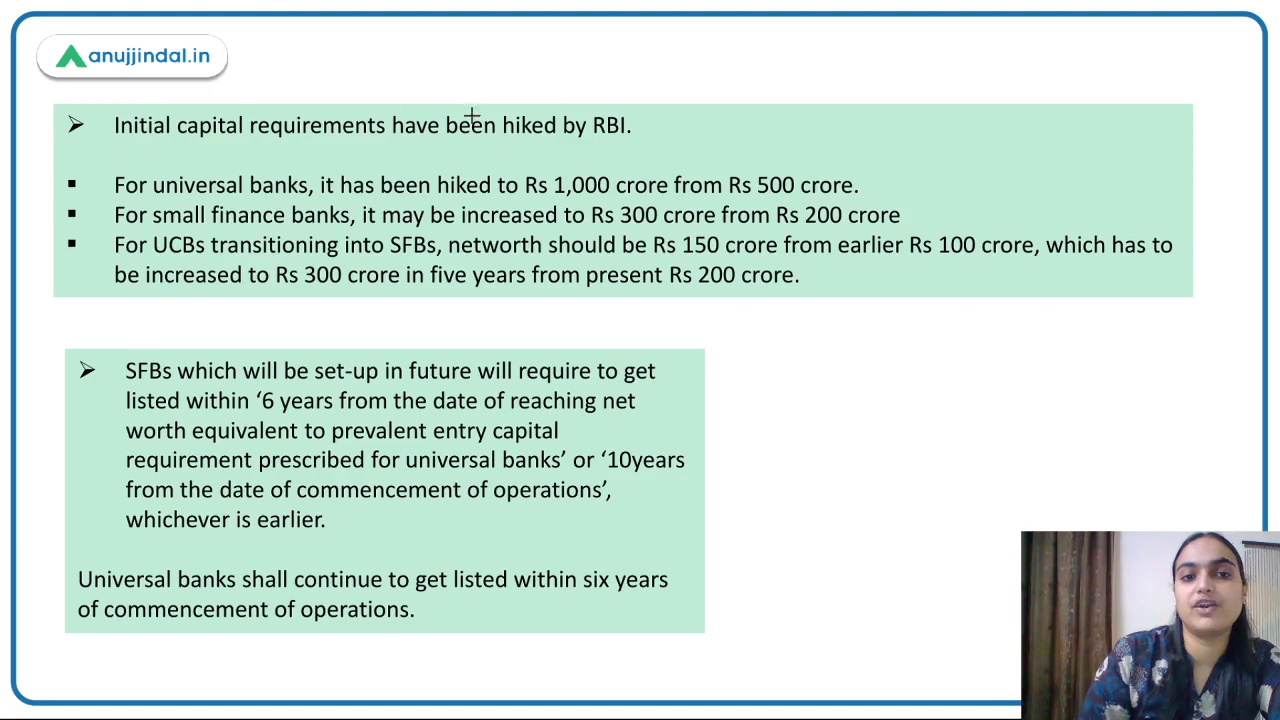 anujjindal.in
➢ Initial capital requirements have been hiked by RBI.
▪ For universal banks, it has been hiked to Rs 1,000 crore from Rs 500 crore.
▪ For small finance banks, it may be increased to Rs 300 crore from Rs 200 crore
▪ For UCBs transitioning into SFBs, networth should be Rs 150 crore from earlier Rs 100 crore, which has to
be increased to Rs 300 crore in five years from present Rs 200 crore.
➢ SFBs which will be set-up in future will require to get
listed within ‘6 years from the date of reaching net
worth equivalent to prevalent entry capital
requirement prescribed for universal banks’ or ‘10years
from the date of commencement of operations’,
whichever is earlier.
Universal banks shall continue to get listed within six years
of commencement of operations.